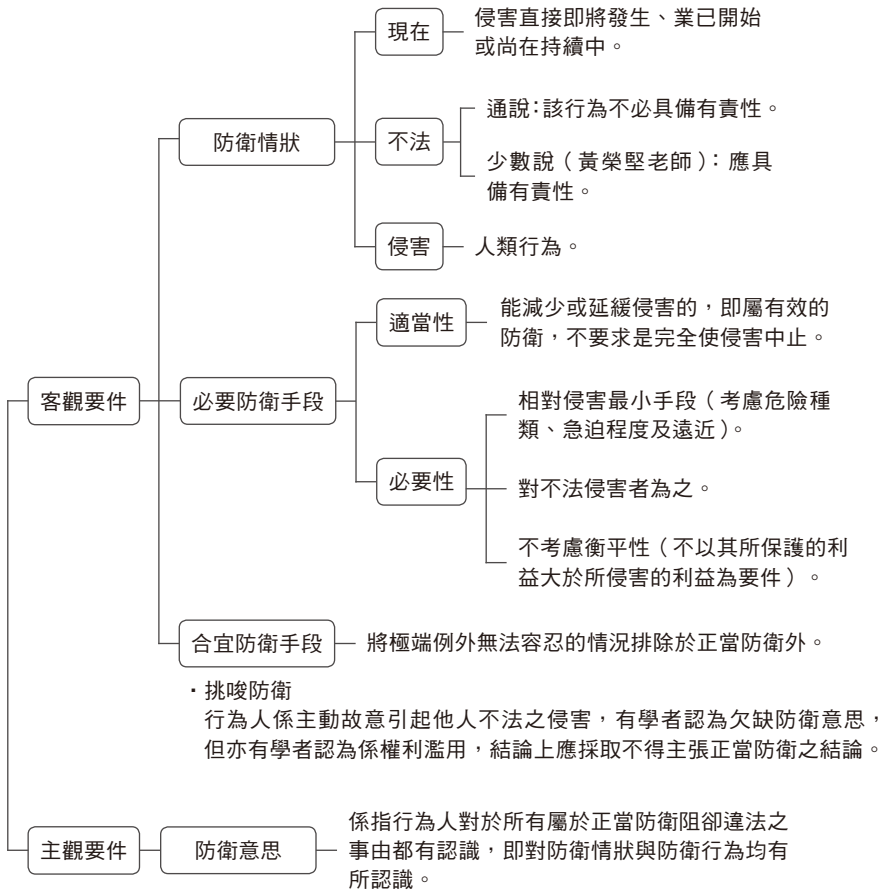 現在
侵害直接即將發生、業已開始
或尚在持續中。
防衛情狀
不法
通說：該行為不必具備有責性。
少數說（黃榮堅老師）：應具
備有責性。
侵害
人類行為。
適當性
能減少或延緩侵害的，即屬有效的
防衛，不要求是完全使侵害中止。
客觀要件
必要防衛手段
相對侵害最小手段（考慮危險種
類、急迫程度及遠近）。
必要性
對不法侵害者為之。
不考慮衡平性（不以其所保護的利
益大於所侵害的利益為要件）。
合宜防衛手段
將極端例外無法容忍的情況排除於正當防衛外。
・挑唆防衛
行為人係主動故意引起他人不法之侵害，有學者認為欠缺防衛意思，
但亦有學者認為係權利濫用，結論上應採取不得主張正當防衛之結論。
主觀要件
防衛意思
係指行為人對於所有屬於正當防衛阻卻違法之
事由都有認識，即對防衛情狀與防衛行為均有
所認識。